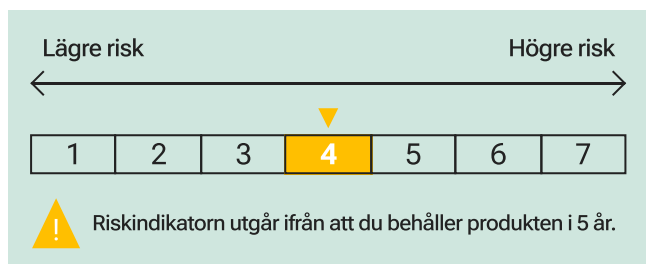 Lägre risk Högre risk
1 2 3 4 5 6 7
! Riskindikatorn utgår ifrån att du behåller produkten i 5 år.